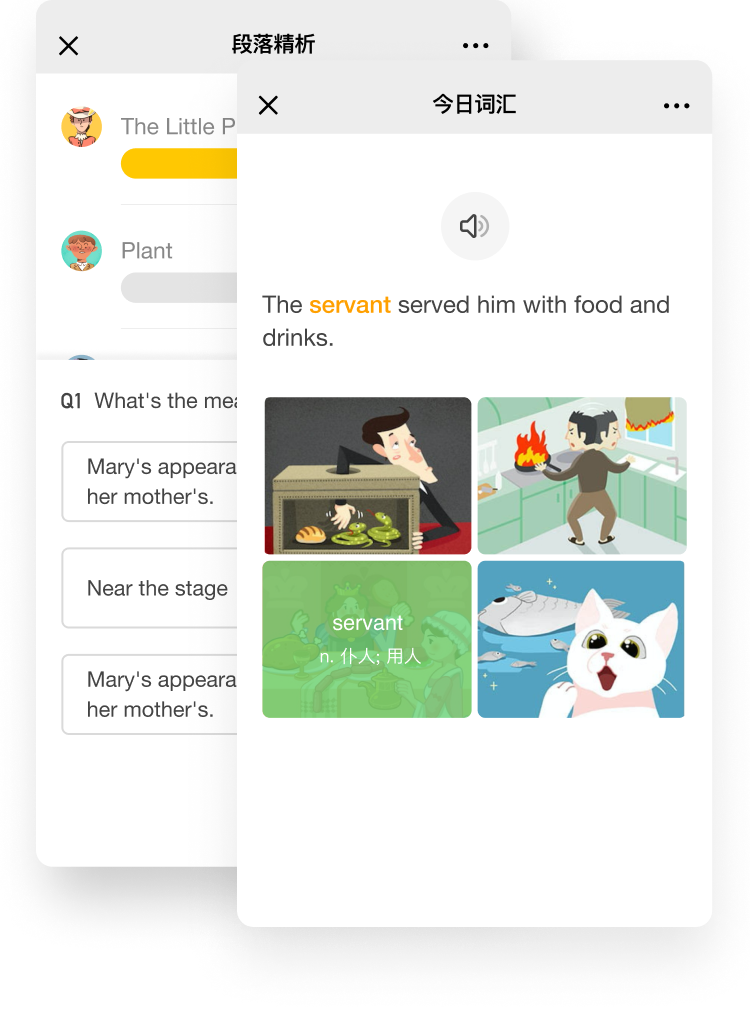 段落精析
The Little P
Plant
Q1 What's the mea
Mary's appeara
her mother's.
Near the stage
Mary's appeara
her mother's.
今日词汇
The servant served him with food and
drinks.
servant
n. 仆人; 用人